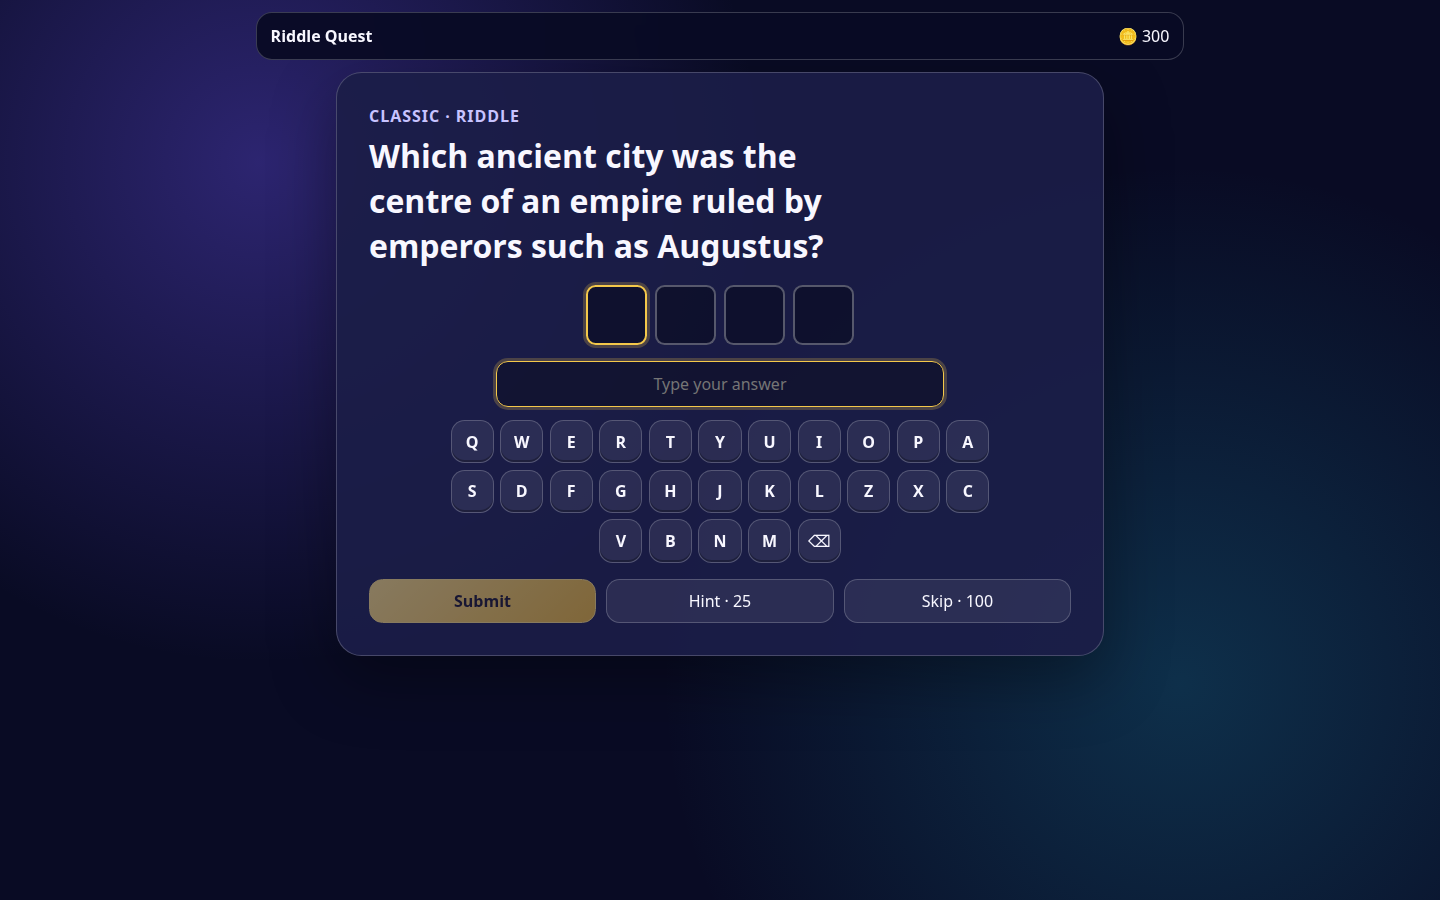 Riddle Quest
🪙 300
CLASSIC · RIDDLE
Which ancient city was the
centre of an empire ruled by
emperors such as Augustus?
Type your answer
Q W E R T Y U I O P A
S D F G H J K L Z X C
V B N M ⌫
Submit
Hint · 25
Skip · 100